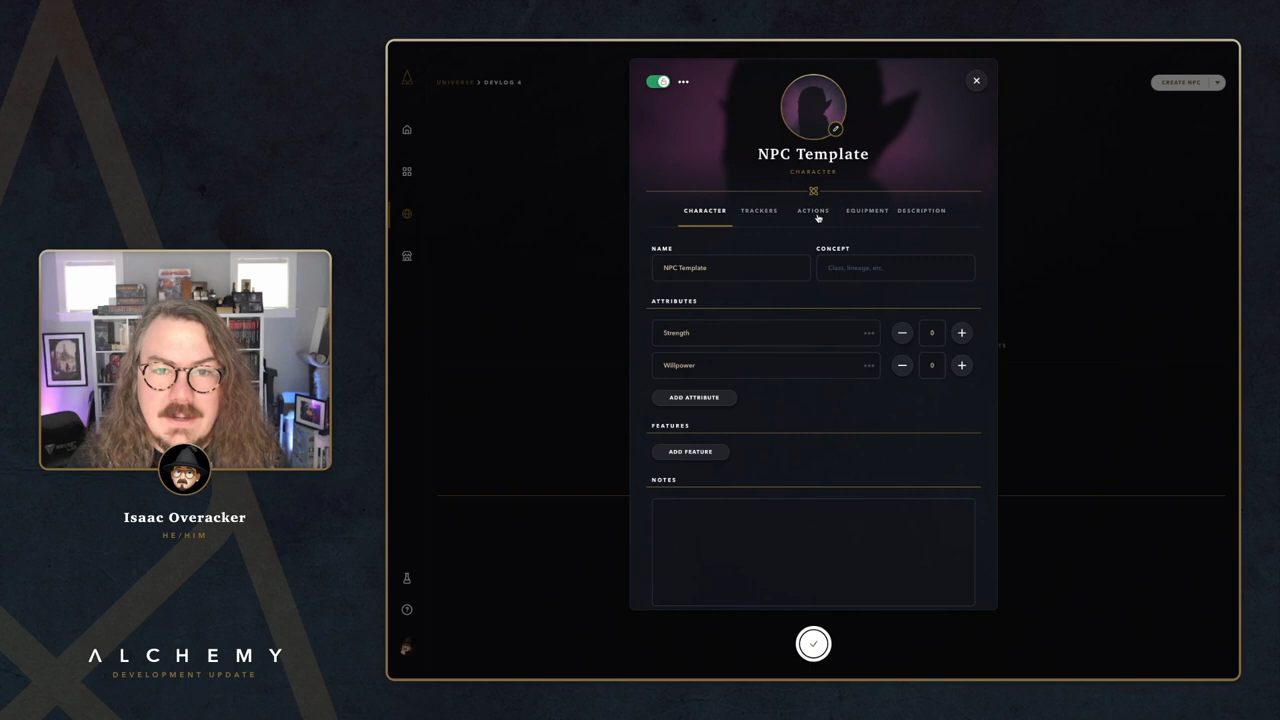 UNIVERSE > DEVLOG 4
CREATE NPC
NPC Template
CHARACTER
CHARACTER TRACKERS ACTIONS EQUIPMENT DESCRIPTION
NAME CONCEPT
NPC Template Class, lineage, etc.
ATTRIBUTES
Strength 0
Willpower 0
ADD ATTRIBUTE
FEATURES
ADD FEATURE
NOTES
Isaac Overacker
HE/HIM
ALCHEMY
DEVELOPMENT UPDATE